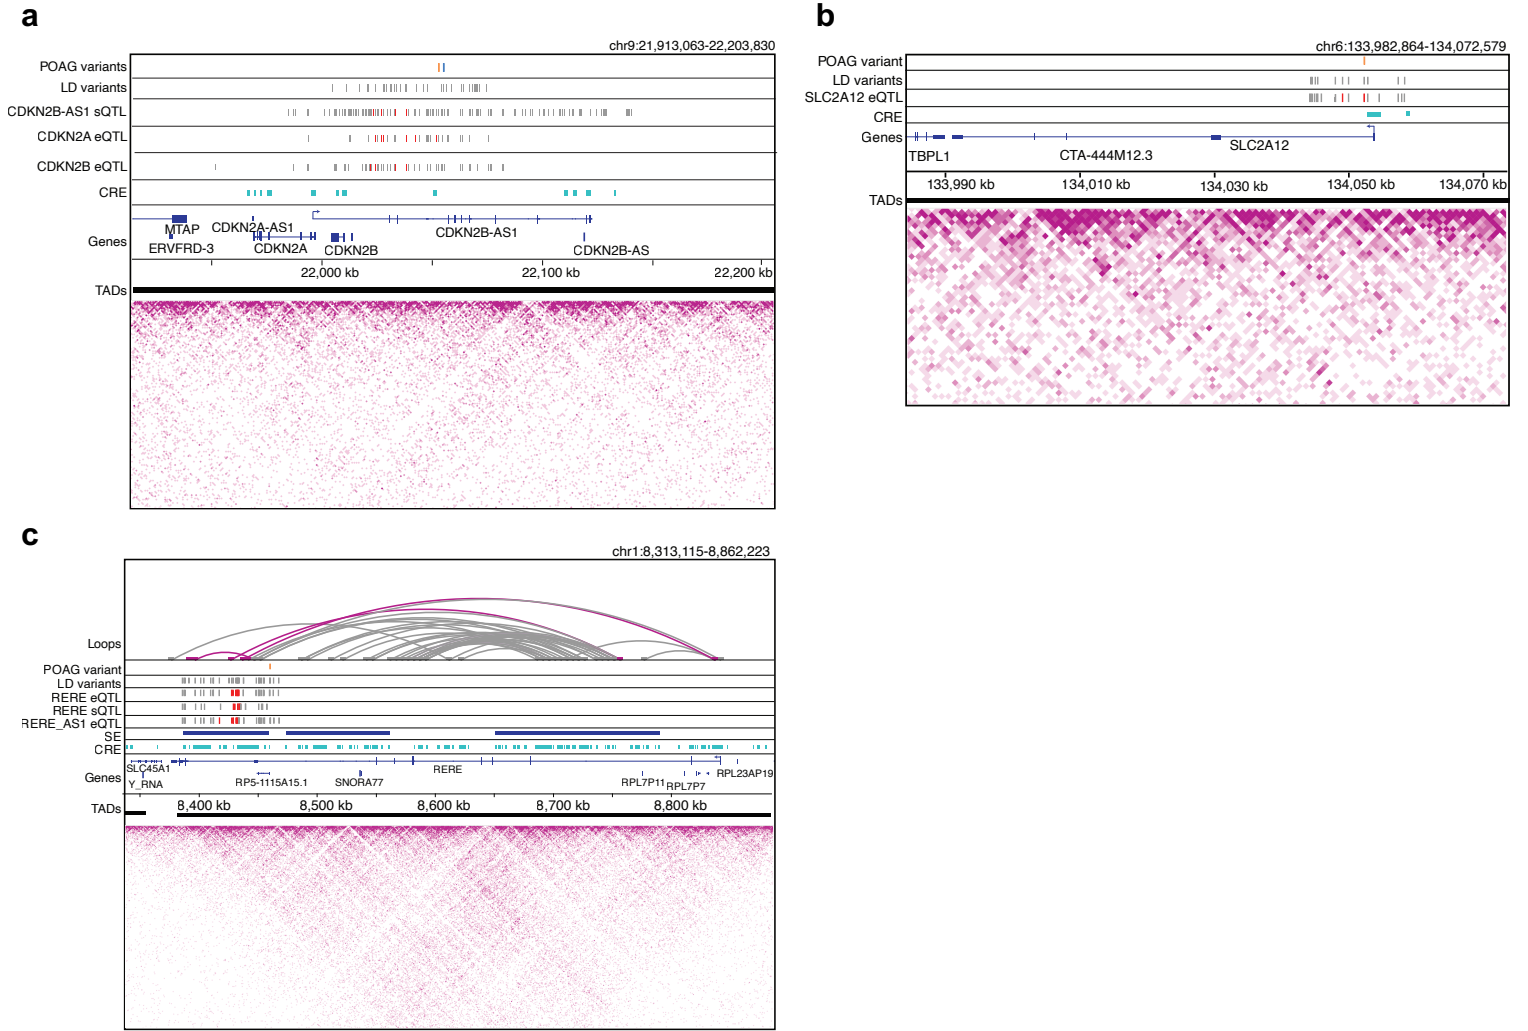 a
chr9:21,913,063-22,203,830
POAG variants
LD variants
CDKN2B-AS1 sQTL
CDKN2A eQTL
CDKN2B eQTL
CRE
Genes
MTAP
CDKN2A-AS1
CDKN2B-AS1
ERVFRD-3
CDKN2A
CDKN2B
CDKN2B-AS
22,000 kb
22,100 kb
22,200 kb
TADs
b
chr6:133,982,864-134,072,579
POAG variant
LD variants
SLC2A12 eQTL
CRE
Genes
TBPL1
CTA-444M12.3
SLC2A12
133,990 kb
134,010 kb
134,030 kb
134,050 kb
134,070 kb
TADs
c
chr1:8,313,115-8,862,223
Loops
POAG variant
LD variants
RERE eQTL
RERE sQTL
RERE_AS1 eQTL
SE
CRE
Genes
SLC45A1
Y_RNA
RP5-1115A15.1
SNORA77
RERE
RPL7P11
RPL7P7
RPL23AP19
8,400 kb
8,500 kb
8,600 kb
8,700 kb
8,800 kb
TADs